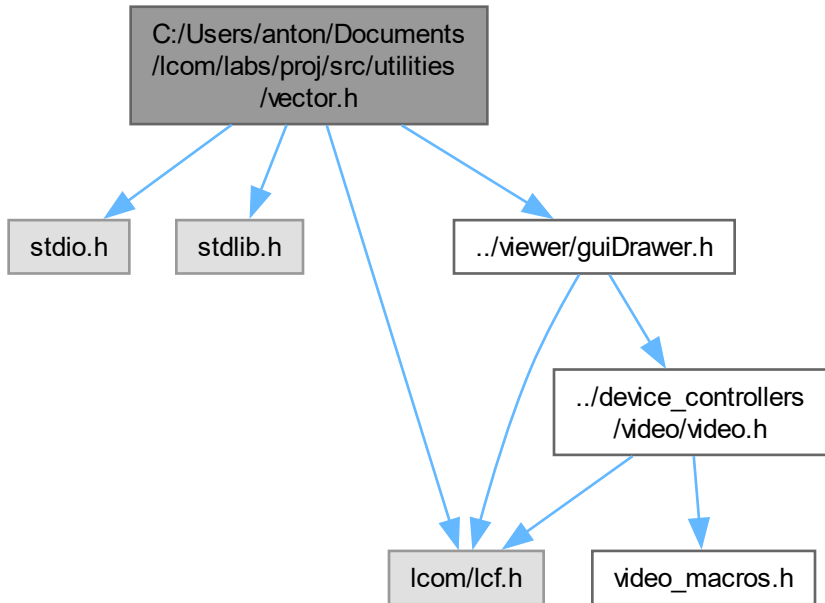 C:/Users/anton/Documents
/lcom/labs/proj/src/utilities
/vector.h
stdio.h
stdlib.h
../viewer/guiDrawer.h
../device_controllers
/video/video.h
lcom/lcf.h
video_macros.h